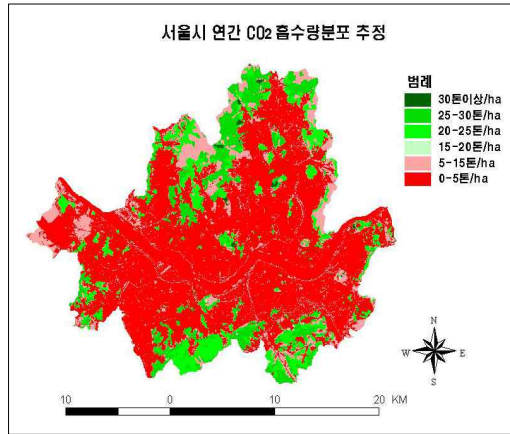 서울시 연간 CO2 흡수량분포 추정
범례
30톤이상/ha
25-30톤/ha
20-25톤/ha
15-20톤/ha
5-15톤/ha
0-5톤/ha
N
W E
S
10 0 10 20 KM